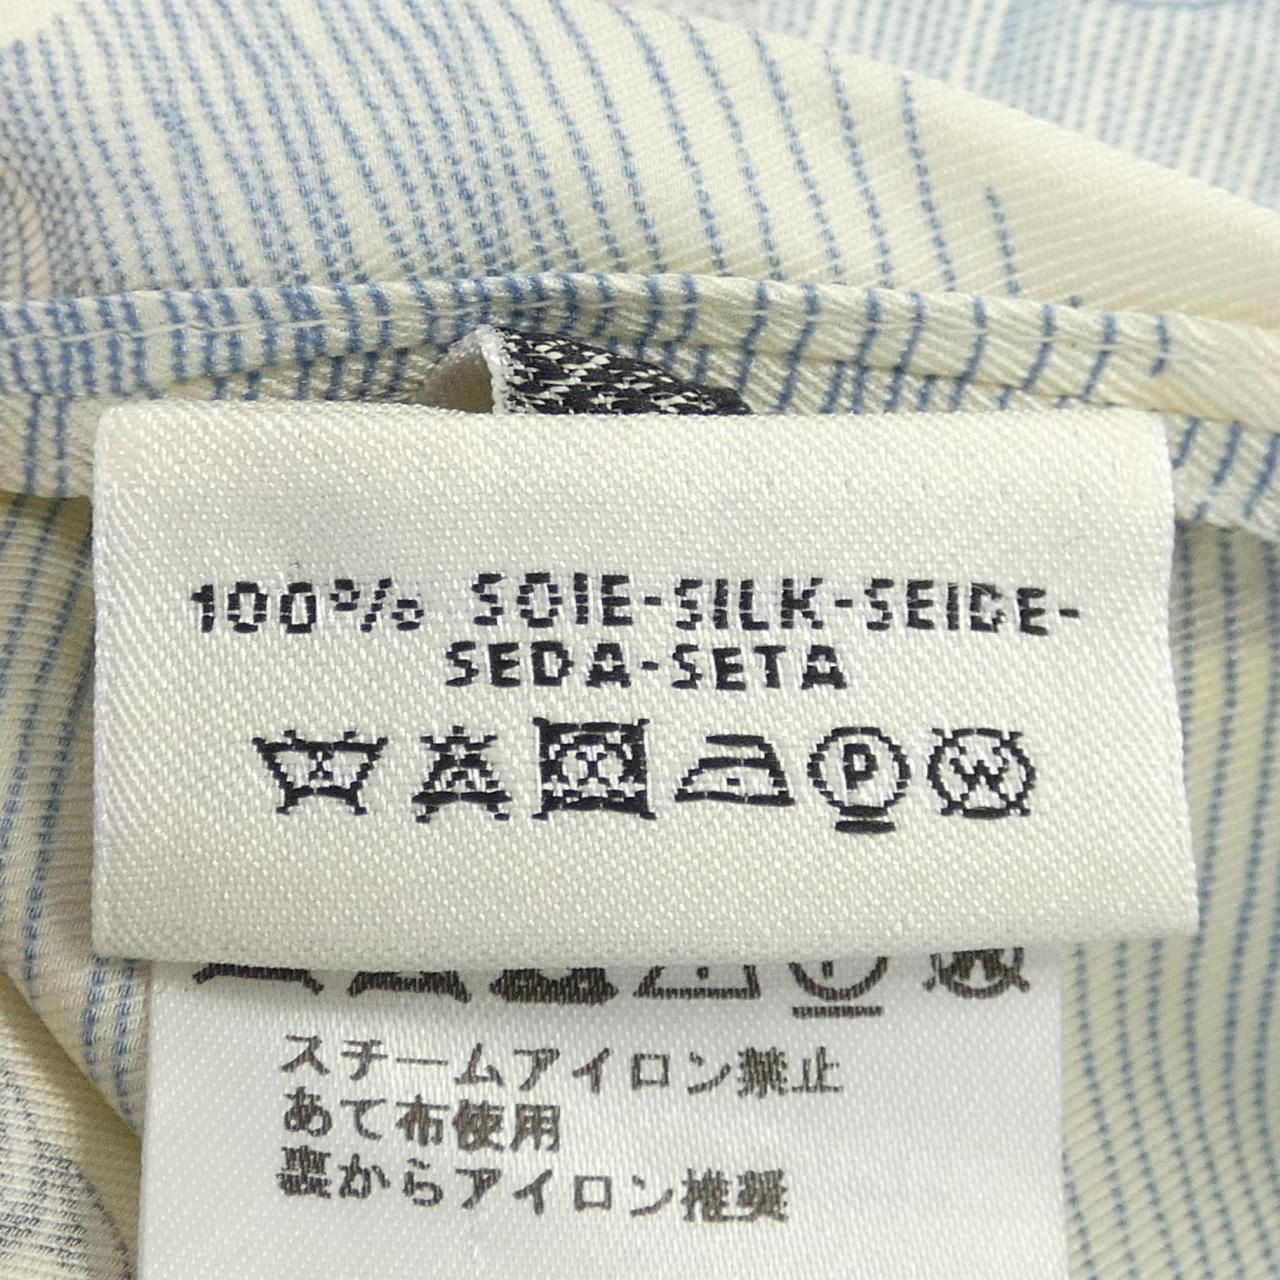 100% SOIE-SILK-SEIDE-
SEDA-SETA
P W
W
スチームアイロン禁止
あて布使用
裏からアイロン推奨